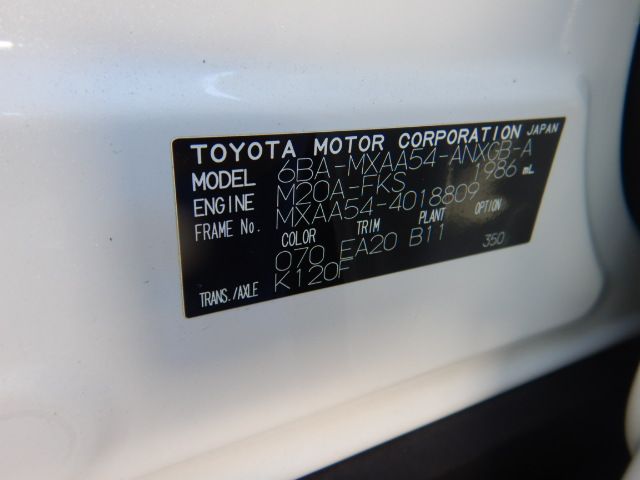 TOYOTA MOTOR CORPORATION JAPAN
MODEL 6BA-MXAA54-ANXGB-A
ENGINE M20A-FKS 1986 mL
FRAME No. MXAA54-4018809
COLOR TRIM PLANT OPTION
070 EA20 B11 350
TRANS./AXLE K120F